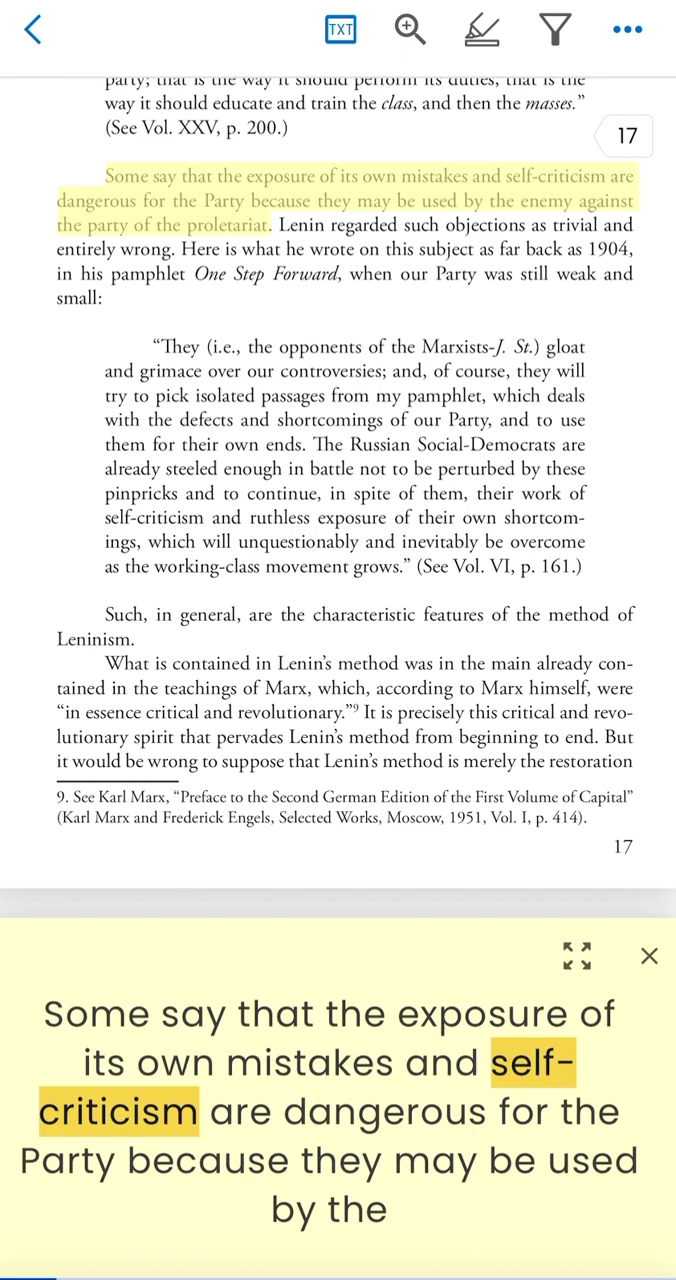 TXT
party; that is the way it should perform its duties, that is the
way it should educate and train the class, and then the masses.”
(See Vol. XXV, p. 200.)
17
Some say that the exposure of its own mistakes and self-criticism are
dangerous for the Party because they may be used by the enemy against
the party of the proletariat. Lenin regarded such objections as trivial and
entirely wrong. Here is what he wrote on this subject as far back as 1904,
in his pamphlet One Step Forward, when our Party was still weak and
small:
“They (i.e., the opponents of the Marxists-J. St.) gloat
and grimace over our controversies; and, of course, they will
try to pick isolated passages from my pamphlet, which deals
with the defects and shortcomings of our Party, and to use
them for their own ends. The Russian Social-Democrats are
already steeled enough in battle not to be perturbed by these
pinpricks and to continue, in spite of them, their work of
self-criticism and ruthless exposure of their own shortcom-
ings, which will unquestionably and inevitably be overcome
as the working-class movement grows.” (See Vol. VI, p. 161.)
Such, in general, are the characteristic features of the method of
Leninism.
What is contained in Lenin’s method was in the main already con-
tained in the teachings of Marx, which, according to Marx himself, were
“in essence critical and revolutionary.”9 It is precisely this critical and revo-
lutionary spirit that pervades Lenin’s method from beginning to end. But
it would be wrong to suppose that Lenin’s method is merely the restoration
9. See Karl Marx, “Preface to the Second German Edition of the First Volume of Capital”
(Karl Marx and Frederick Engels, Selected Works, Moscow, 1951, Vol. I, p. 414).
17
Some say that the exposure of
its own mistakes and self-
criticism are dangerous for the
Party because they may be used
by the